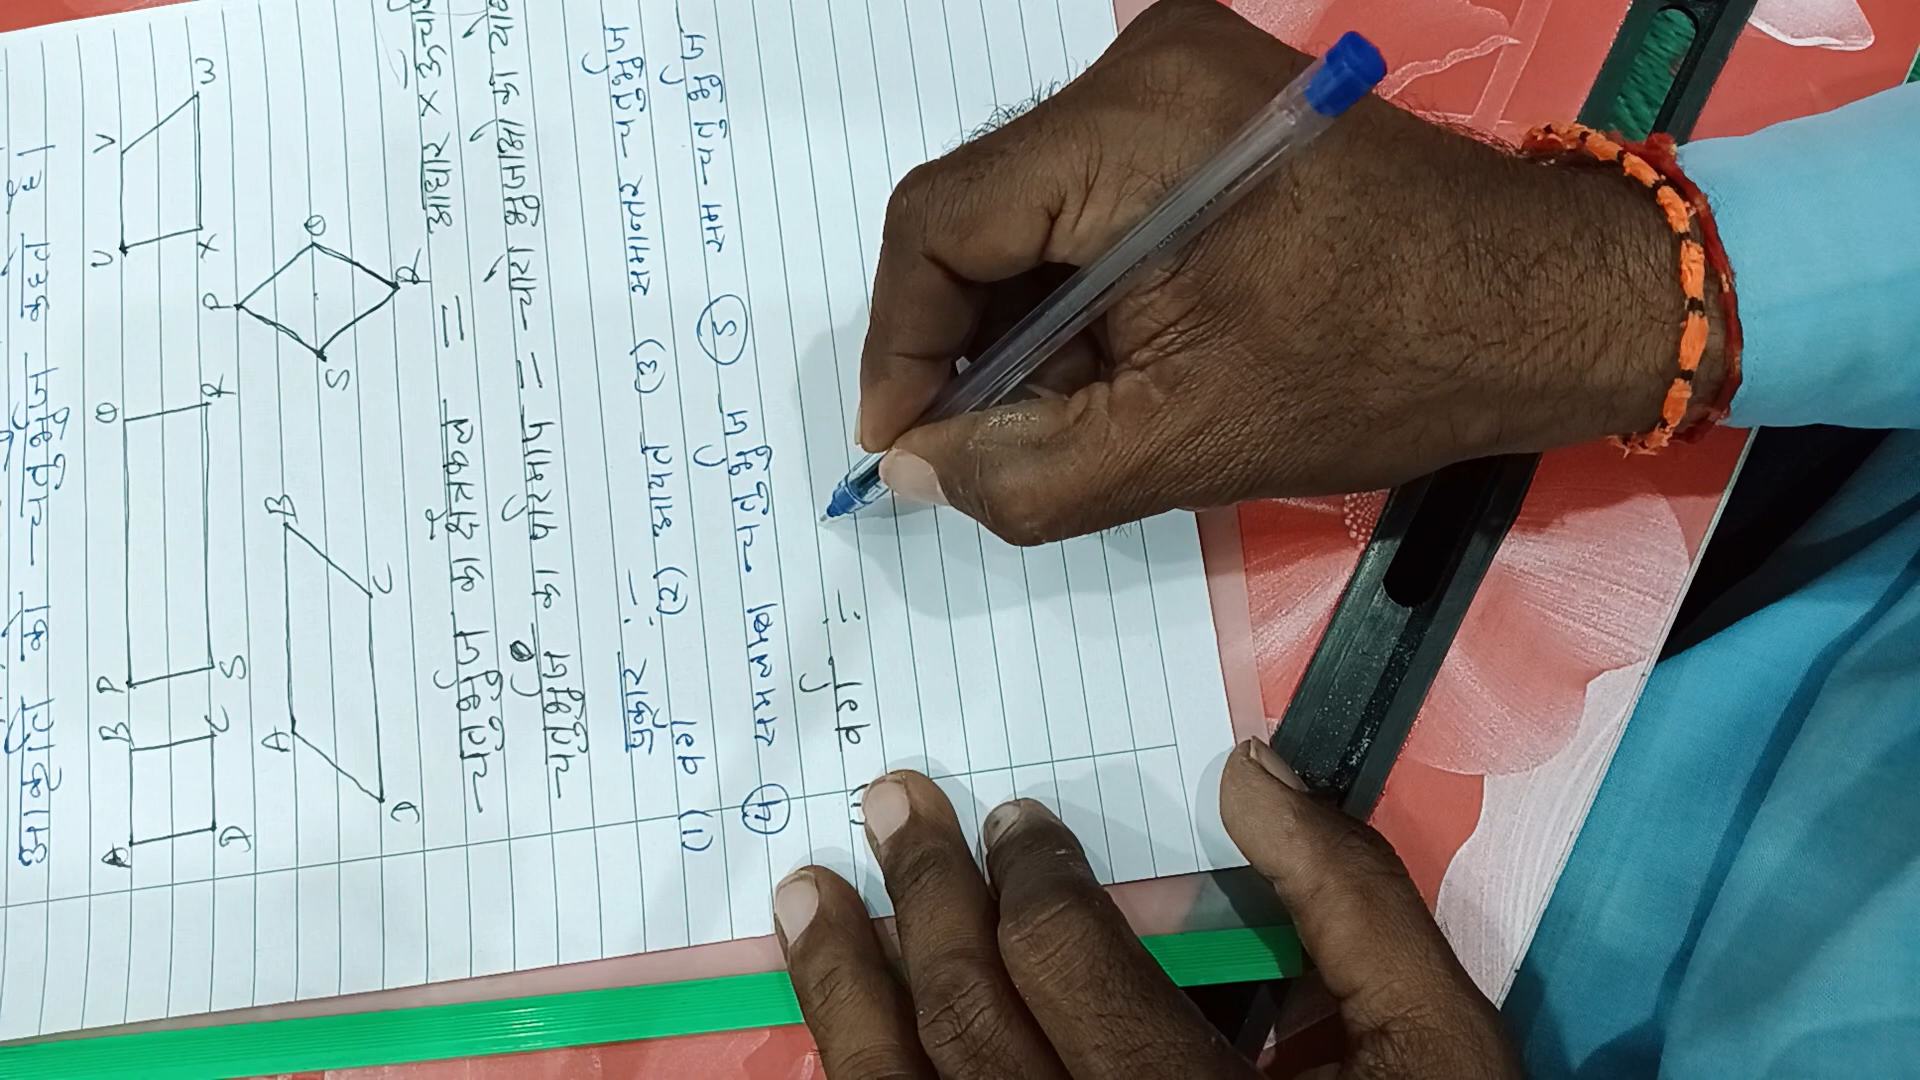 आकृति को चतुर्भुज कहते है।
A B P Q U V
D C S R X W
A B P Q
D C S R
चतुर्भुज का क्षेत्रफल = आधार ×
चतुर्भुज का परिमाप = चारो भुजाओ का
प्रकार :-
(1) वर्ग (2) आयत (3) समान्तर चतुर्भुज
(4) समलम्ब चतुर्भुज (5) सम चतुर्भुज
(1) वर्ग :-